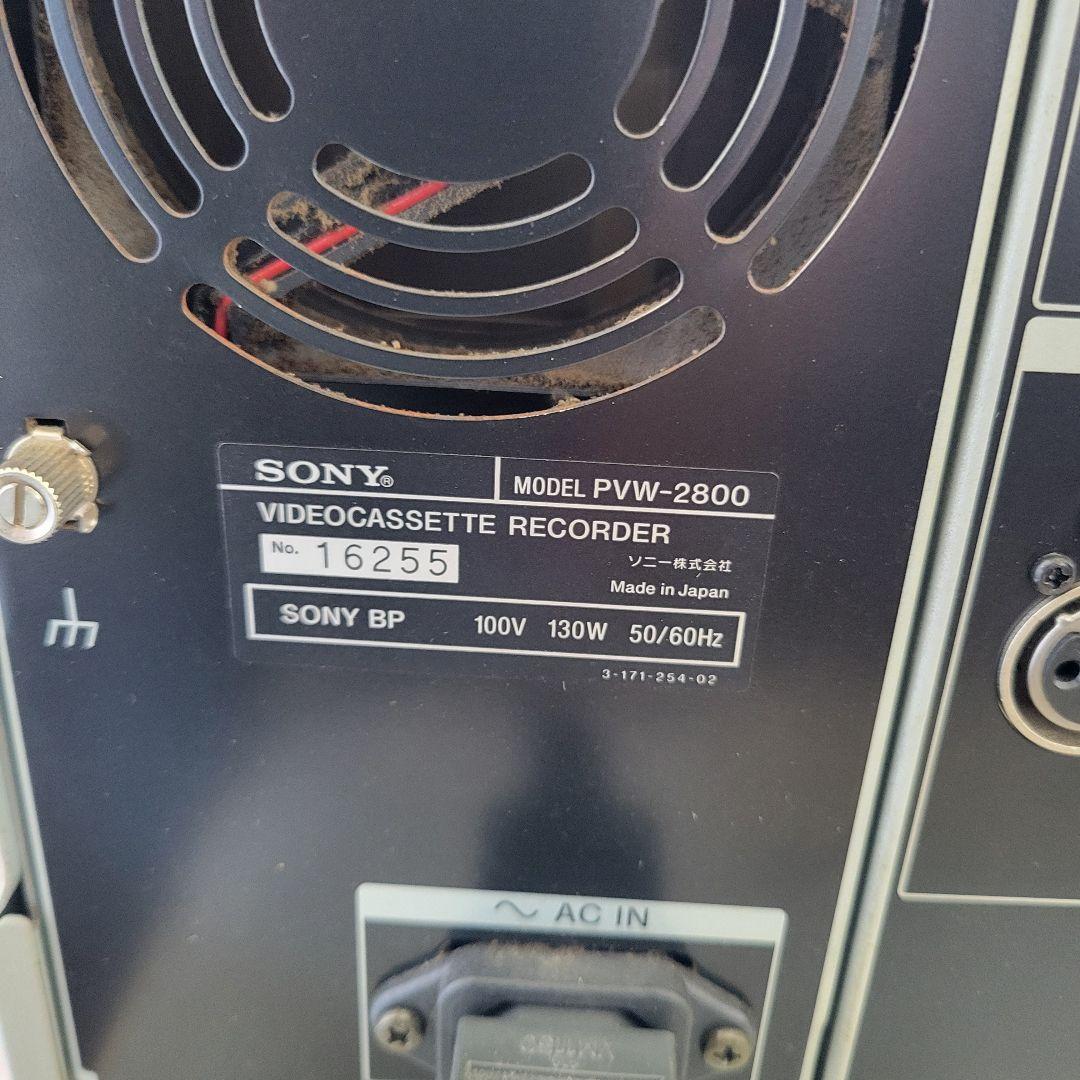 SONY®
MODEL PVW-2800
VIDEOCASSETTE RECORDER
No. 16255
ソニー株式会社
Made in Japan
SONY BP 100V 130W 50/60Hz
3-171-254-02
~ AC IN